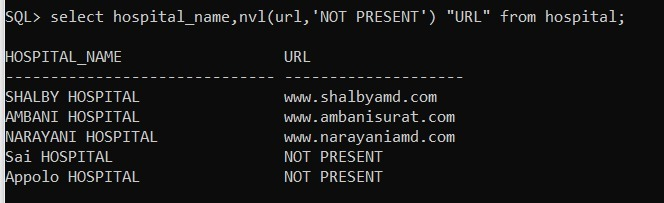 SQL> select hospital_name,nvl(url,'NOT PRESENT') "URL" from hospital;
HOSPITAL_NAME                  URL
------------------------------ --------------------
SHALBY HOSPITAL                www.shalbyamd.com
AMBANI HOSPITAL                www.ambanisurat.com
NARAYANI HOSPITAL              www.narayaniamd.com
Sai HOSPITAL                   NOT PRESENT
Appolo HOSPITAL                NOT PRESENT